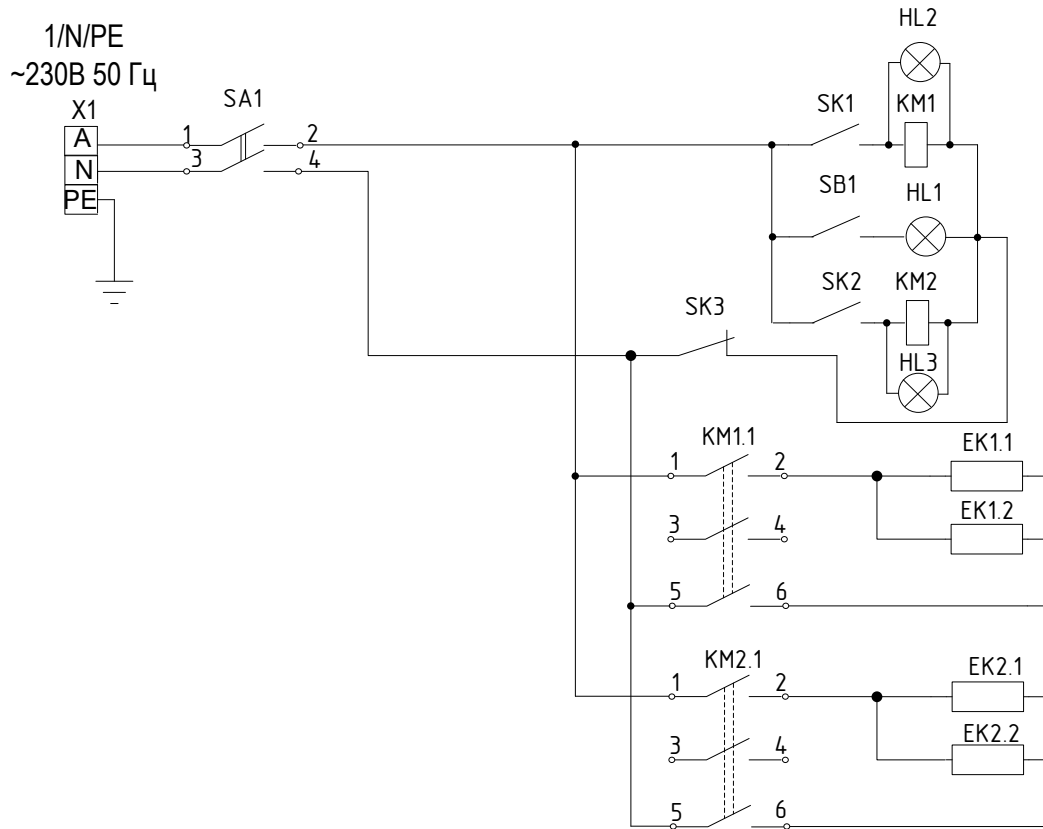 1/N/PE
~230В 50 Гц
X1
A
N
PE
SA1
1
2
3
4
HL2
SK1
KM1
SB1
HL1
SK2
KM2
SK3
HL3
KM1.1
1
2
3
4
5
6
EK1.1
EK1.2
KM2.1
1
2
3
4
5
6
EK2.1
EK2.2